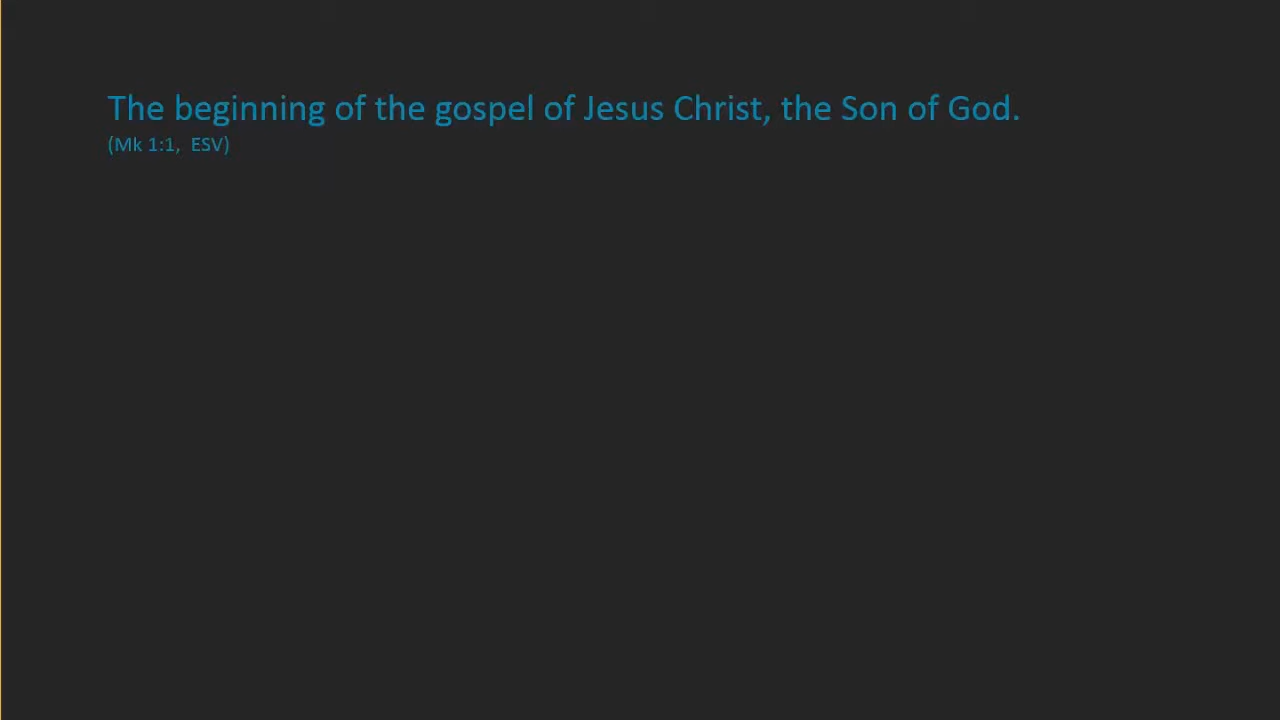 The beginning of the gospel of Jesus Christ, the Son of God.
(Mk 1:1,  ESV)